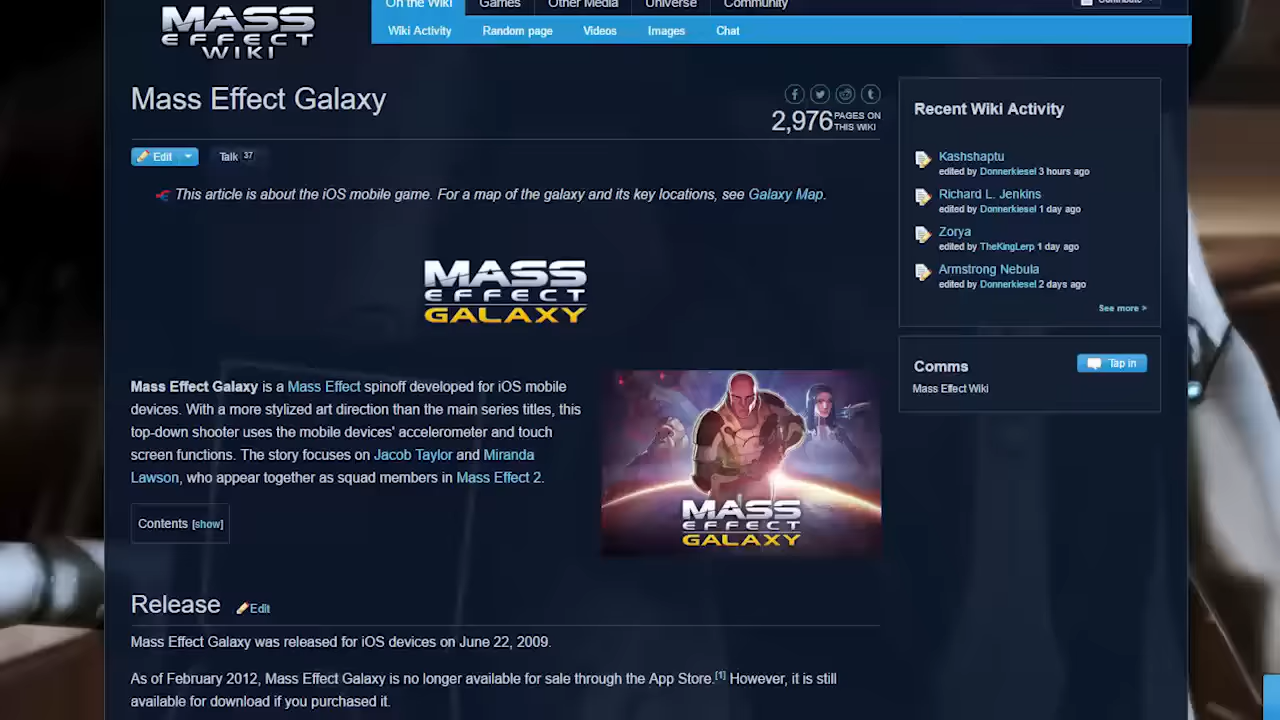 MASS
EFFECT
WIKI
On the Wiki
Games
Other Media
Universe
Community
Contribute
Wiki Activity
Random page
Videos
Images
Chat
Mass Effect Galaxy
2,976 PAGES ON
THIS WIKI
Edit
Talk 37
This article is about the iOS mobile game. For a map of the galaxy and its key locations, see Galaxy Map.
MASS
EFFECT
GALAXY
Mass Effect Galaxy is a Mass Effect spinoff developed for iOS mobile
devices. With a more stylized art direction than the main series titles, this
top-down shooter uses the mobile devices' accelerometer and touch
screen functions. The story focuses on Jacob Taylor and Miranda
Lawson, who appear together as squad members in Mass Effect 2.
MASS
EFFECT
GALAXY
Contents [show]
Release Edit
Mass Effect Galaxy was released for iOS devices on June 22, 2009.
As of February 2012, Mass Effect Galaxy is no longer available for sale through the App Store.[1] However, it is still
available for download if you purchased it.
Recent Wiki Activity
Kashshaptu
edited by Donnerkiesel 3 hours ago
Richard L. Jenkins
edited by Donnerkiesel 1 day ago
Zorya
edited by TheKingLerp 1 day ago
Armstrong Nebula
edited by Donnerkiesel 2 days ago
See more >
Comms
Tap in
Mass Effect Wiki